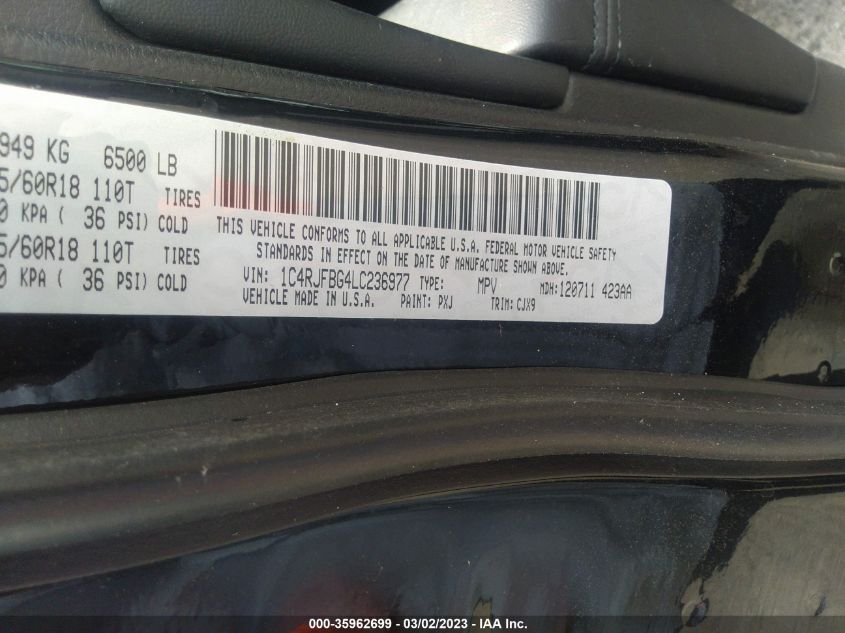 949 KG 6500 LB
5/60R18 110T TIRES
0 KPA ( 36 PSI) COLD
5/60R18 110T TIRES
0 KPA ( 36 PSI) COLD
THIS VEHICLE CONFORMS TO ALL APPLICABLE U.S.A. FEDERAL MOTOR VEHICLE SAFETY
STANDARDS IN EFFECT ON THE DATE OF MANUFACTURE SHOWN ABOVE.
VIN: 1C4RJFBG4LC236977 TYPE: MPV MDH: 120711 423AA
VEHICLE MADE IN U.S.A. PAINT: PXJ TRIM: CJX9
000-35962699 - 03/02/2023 - © IAA Inc.